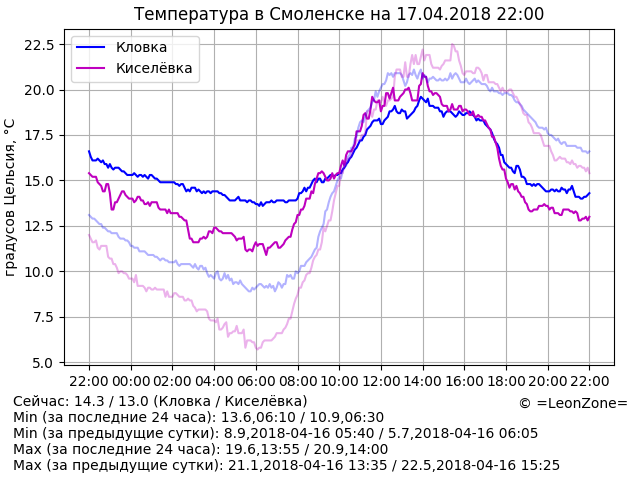 Температура в Смоленске на 17.04.2018 22:00
Кловка
Киселёвка
градусов Цельсия, °C
22.5
20.0
17.5
15.0
12.5
10.0
7.5
5.0
22:00 00:00 02:00 04:00 06:00 08:00 10:00 12:00 14:00 16:00 18:00 20:00 22:00
Сейчас: 14.3 / 13.0 (Кловка / Киселёвка)
© =LeonZone=
Min (за последние 24 часа): 13.6,06:10 / 10.9,06:30
Min (за предыдущие сутки): 8.9,2018-04-16 05:40 / 5.7,2018-04-16 06:05
Max (за последние 24 часа): 19.6,13:55 / 20.9,14:00
Max (за предыдущие сутки): 21.1,2018-04-16 13:35 / 22.5,2018-04-16 15:25